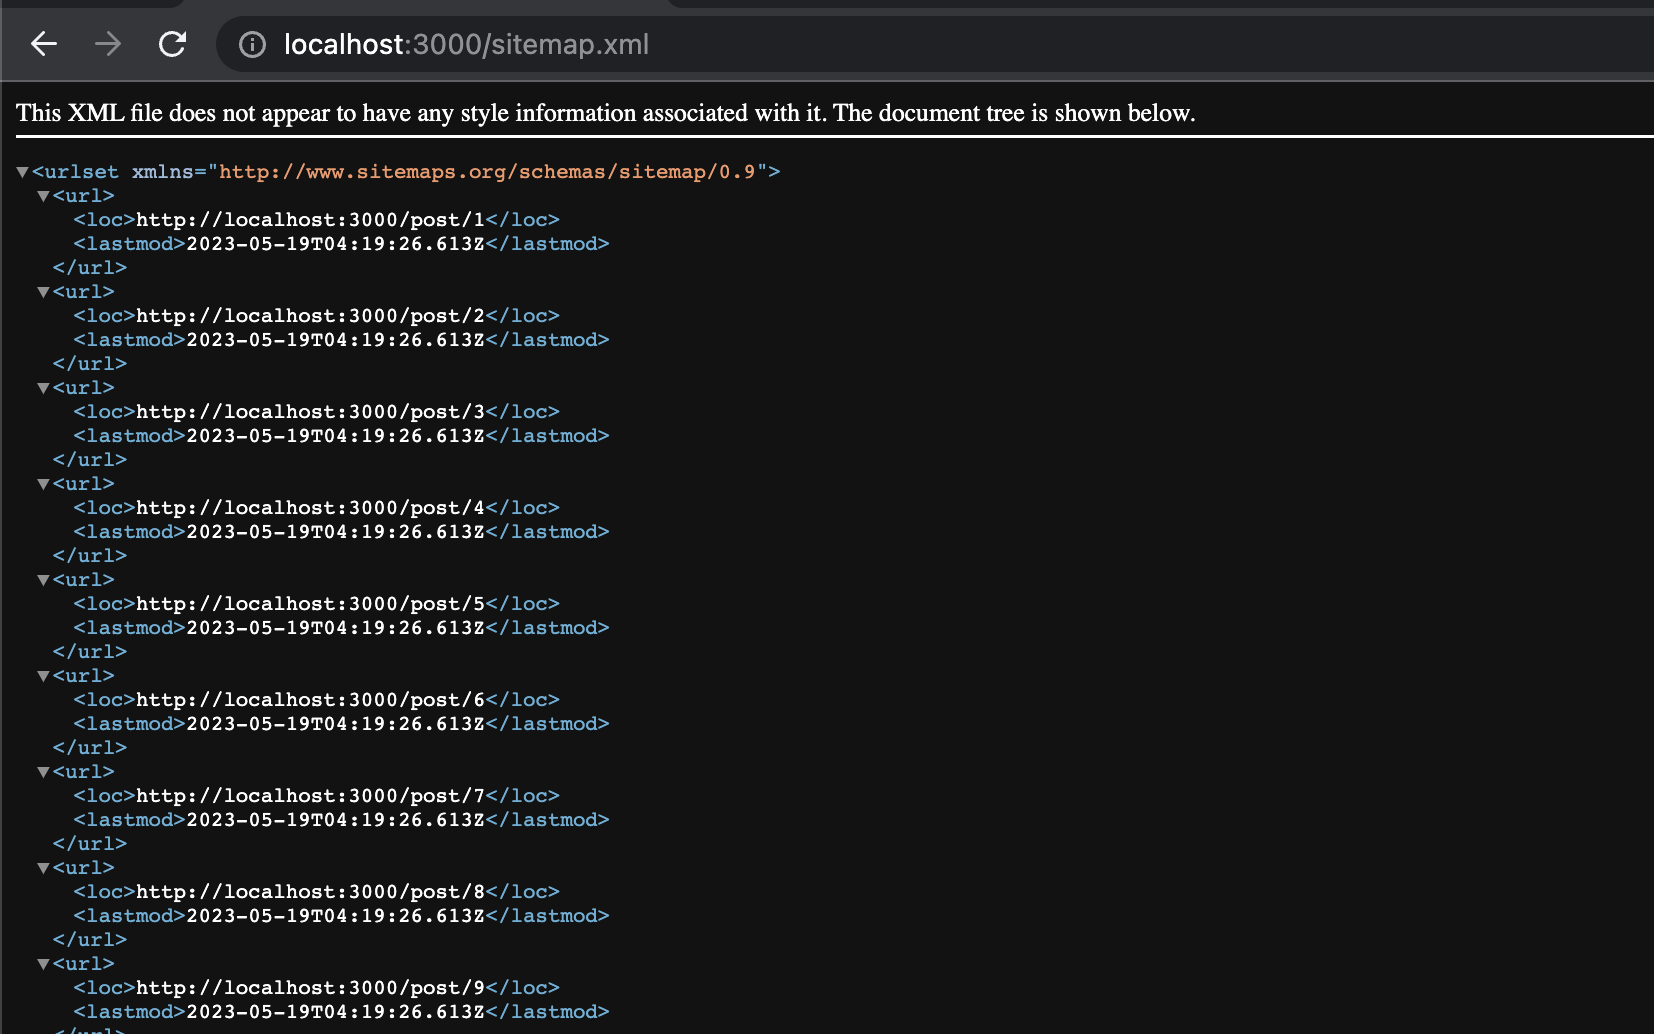 localhost:3000/sitemap.xml
This XML file does not appear to have any style information associated with it. The document tree is shown below.
▼<urlset xmlns="http://www.sitemaps.org/schemas/sitemap/0.9">
▼<url>
<loc>http://localhost:3000/post/1</loc>
<lastmod>2023-05-19T04:19:26.613Z</lastmod>
</url>
▼<url>
<loc>http://localhost:3000/post/2</loc>
<lastmod>2023-05-19T04:19:26.613Z</lastmod>
</url>
▼<url>
<loc>http://localhost:3000/post/3</loc>
<lastmod>2023-05-19T04:19:26.613Z</lastmod>
</url>
▼<url>
<loc>http://localhost:3000/post/4</loc>
<lastmod>2023-05-19T04:19:26.613Z</lastmod>
</url>
▼<url>
<loc>http://localhost:3000/post/5</loc>
<lastmod>2023-05-19T04:19:26.613Z</lastmod>
</url>
▼<url>
<loc>http://localhost:3000/post/6</loc>
<lastmod>2023-05-19T04:19:26.613Z</lastmod>
</url>
▼<url>
<loc>http://localhost:3000/post/7</loc>
<lastmod>2023-05-19T04:19:26.613Z</lastmod>
</url>
▼<url>
<loc>http://localhost:3000/post/8</loc>
<lastmod>2023-05-19T04:19:26.613Z</lastmod>
</url>
▼<url>
<loc>http://localhost:3000/post/9</loc>
<lastmod>2023-05-19T04:19:26.613Z</lastmod>